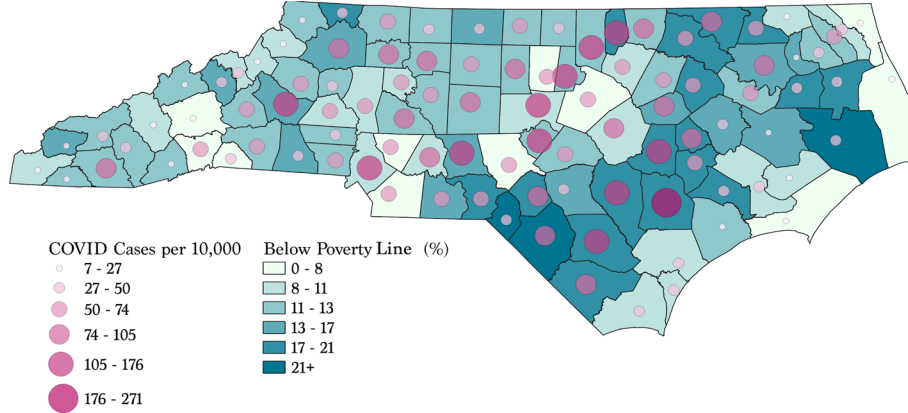 COVID Cases per 10,000
7 - 27
27 - 50
50 - 74
74 - 105
105 - 176
176 - 271
Below Poverty Line (%)
0 - 8
8 - 11
11 - 13
13 - 17
17 - 21
21+